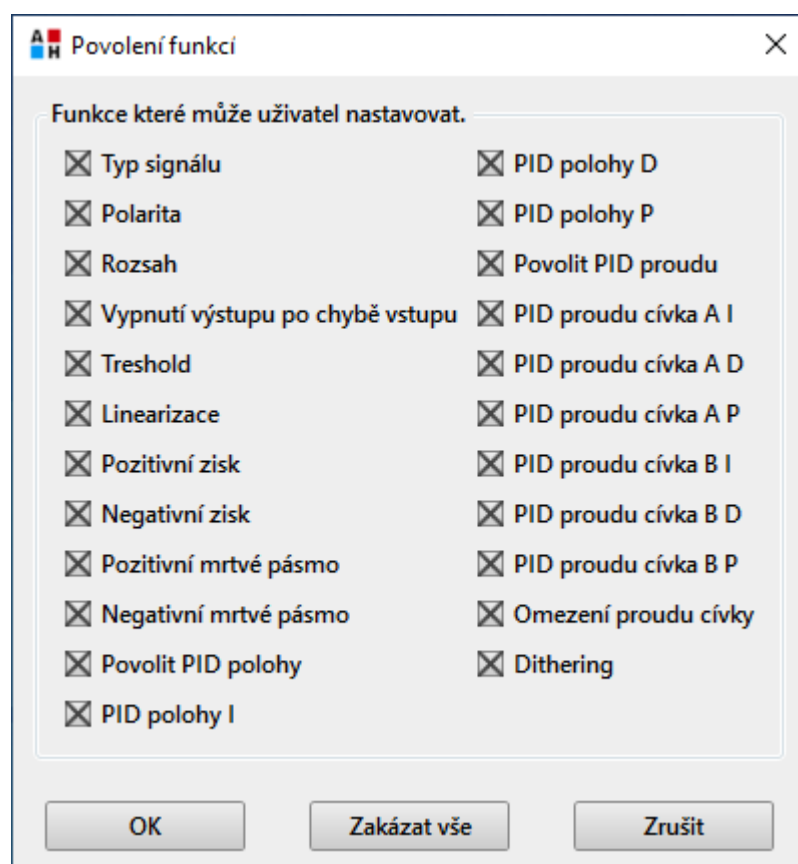 A H Povolení funkcí
Funkce které může uživatel nastavovat.
Typ signálu
Polarita
Rozsah
Vypnutí výstupu po chybě vstupu
Treshold
Linearizace
Pozitivní zisk
Negativní zisk
Pozitivní mrtvé pásmo
Negativní mrtvé pásmo
Povolit PID polohy
PID polohy I
PID polohy D
PID polohy P
Povolit PID proudu
PID proudu cívka A I
PID proudu cívka A D
PID proudu cívka A P
PID proudu cívka B I
PID proudu cívka B D
PID proudu cívka B P
Omezení proudu cívky
Dithering
OK
Zakázat vše
Zrušit